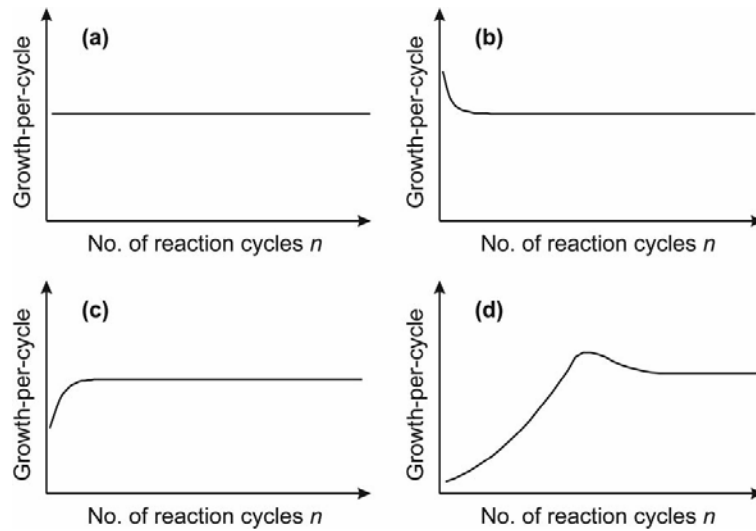 (a)
Growth-per-cycle
No. of reaction cycles n
(b)
Growth-per-cycle
No. of reaction cycles n
(c)
Growth-per-cycle
No. of reaction cycles n
(d)
Growth-per-cycle
No. of reaction cycles n